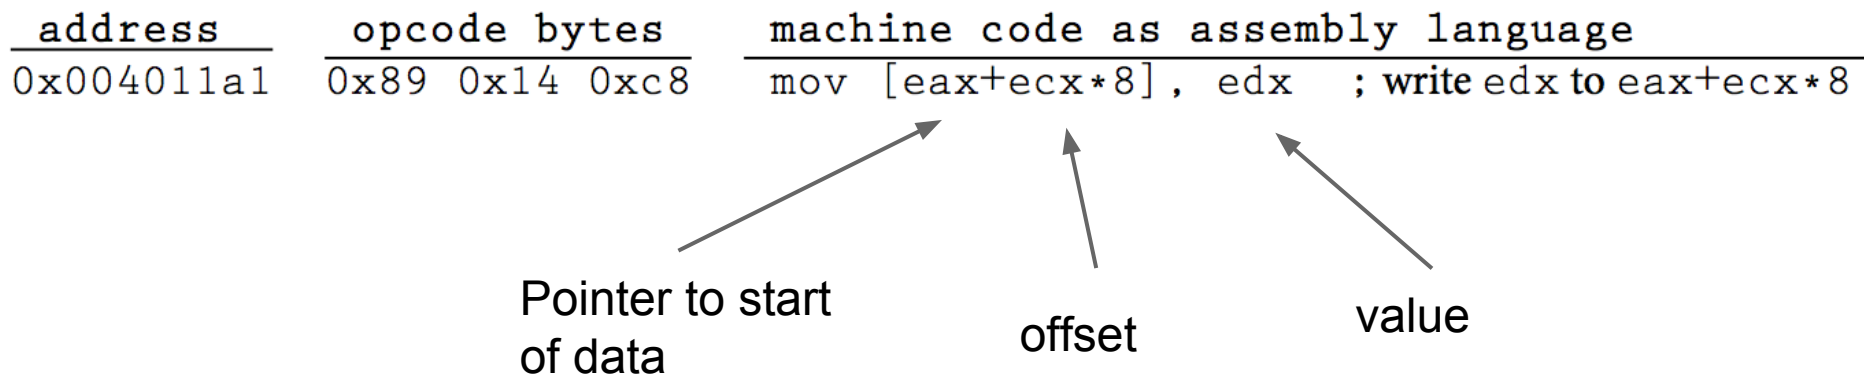 address opcode bytes machine code as assembly language
0x004011a1 0x89 0x14 0xc8 mov [eax+ecx*8], edx ; write edx to eax+ecx*8
Pointer to start
of data
offset
value